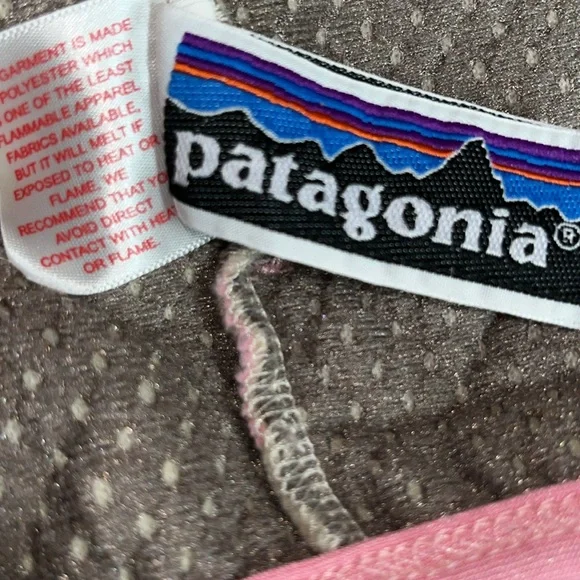 GARMENT IS MADE
POLYESTER WHICH
ONE OF THE LEAST
FLAMMABLE APPAREL
FABRICS AVAILABLE.
BUT IT WILL MELT IF
EXPOSED TO HEAT OR
FLAME. WE
RECOMMEND THAT YOU
AVOID DIRECT
CONTACT WITH HEAT
OR FLAME.
patagonia®